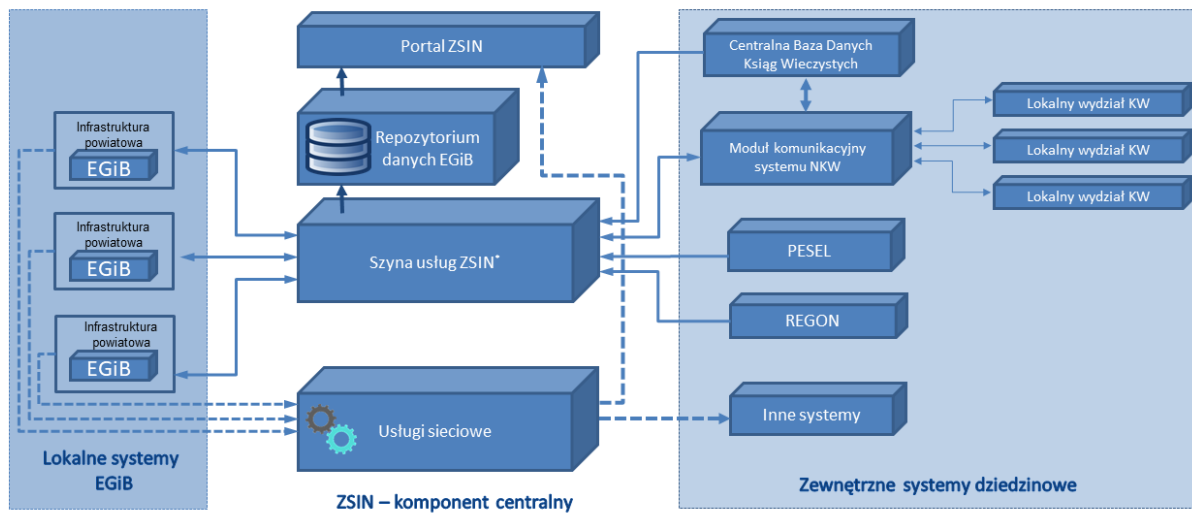 Portal ZSIN
Repozytorium
danych EGiB
Szyna usług ZSIN*
Usługi sieciowe
ZSIN – komponent centralny
Infrastruktura
powiatowa
EGiB
Infrastruktura
powiatowa
EGiB
Infrastruktura
powiatowa
EGiB
Lokalne systemy
EGiB
Centralna Baza Danych
Ksiąg Wieczystych
Moduł komunikacyjny
systemu NKW
Lokalny wydział KW
Lokalny wydział KW
Lokalny wydział KW
PESEL
REGON
Inne systemy
Zewnętrzne systemy dziedzinowe